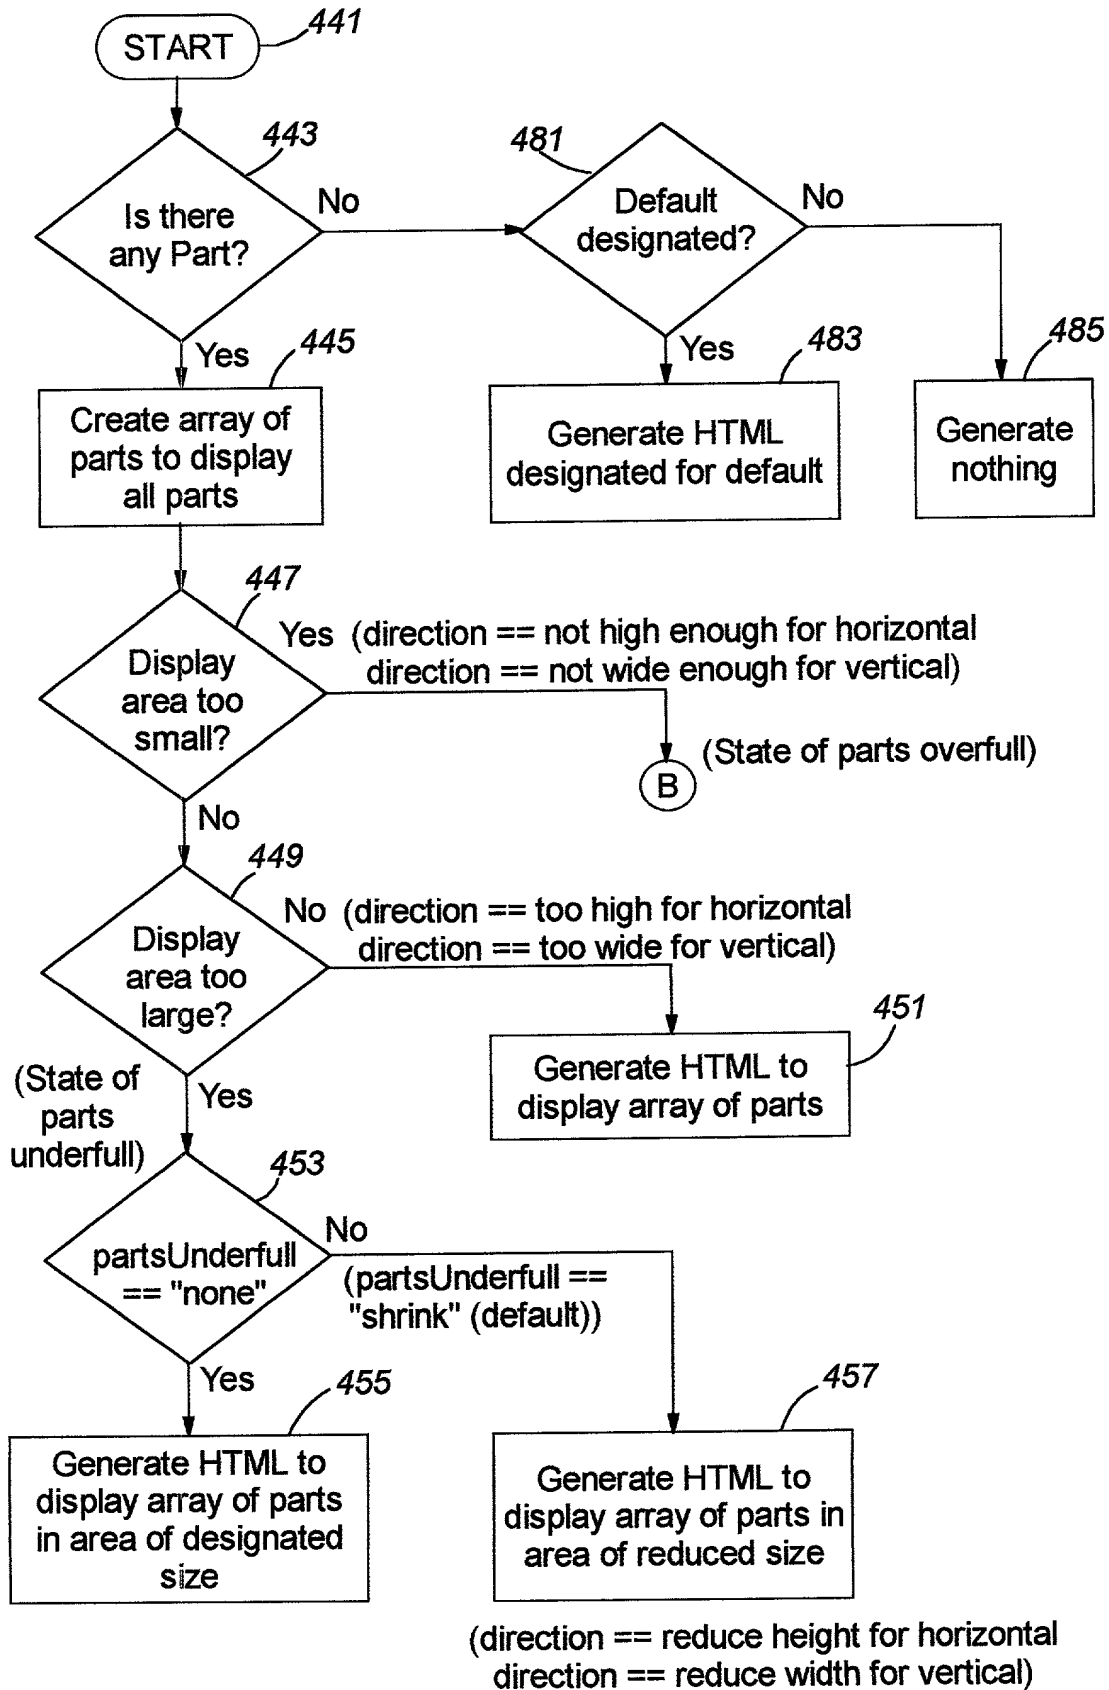 START
441
443
Is there
any Part?
No
481
Default
designated?
No
Yes
445
Create array of
parts to display
all parts
Yes
483
Generate HTML
designated for default
485
Generate
nothing
447
Display
area too
small?
Yes (direction == not high enough for horizontal
direction == not wide enough for vertical)
B
(State of parts overfull)
No
449
Display
area too
large?
No (direction == too high for horizontal
direction == too wide for vertical)
451
Generate HTML to
display array of parts
(State of
parts
underfull)
Yes
453
partsUnderfull
== "none"
No
(partsUnderfull ==
"shrink" (default))
Yes
455
Generate HTML to
display array of parts
in area of designated
size
457
Generate HTML to
display array of parts in
area of reduced size
(direction == reduce height for horizontal
direction == reduce width for vertical)